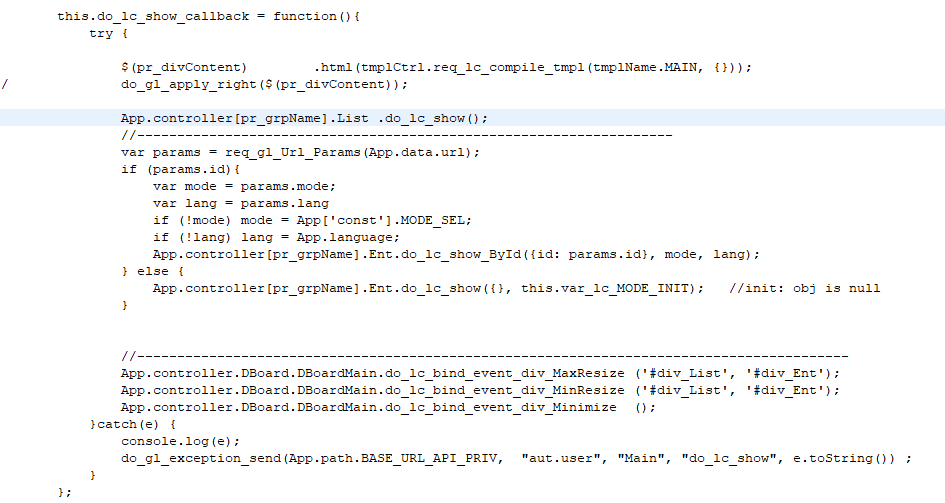 this.do_lc_show_callback = function(){
try {
$(pr_divContent)        .html(tmplCtrl.req_lc_compile_tmpl(tmplName.MAIN, {}));
/               do_gl_apply_right($(pr_divContent));
App.controller[pr_grpName].List .do_lc_show();
//-------------------------------------------------------------------
var params = req_gl_Url_Params(App.data.url);
if (params.id){
var mode = params.mode;
var lang = params.lang
if (!mode) mode = App['const'].MODE_SEL;
if (!lang) lang = App.language;
App.controller[pr_grpName].Ent.do_lc_show_ById({id: params.id}, mode, lang);
} else {
App.controller[pr_grpName].Ent.do_lc_show({}, this.var_lc_MODE_INIT);   //init: obj is null
}
//-----------------------------------------------------------------------------------------
App.controller.DBoard.DBoardMain.do_lc_bind_event_div_MaxResize ('#div_List', '#div_Ent');
App.controller.DBoard.DBoardMain.do_lc_bind_event_div_MinResize ('#div_List', '#div_Ent');
App.controller.DBoard.DBoardMain.do_lc_bind_event_div_Minimize  ();
}catch(e) {
console.log(e);
do_gl_exception_send(App.path.BASE_URL_API_PRIV,  "aut.user", "Main", "do_lc_show", e.toString()) ;
}
};